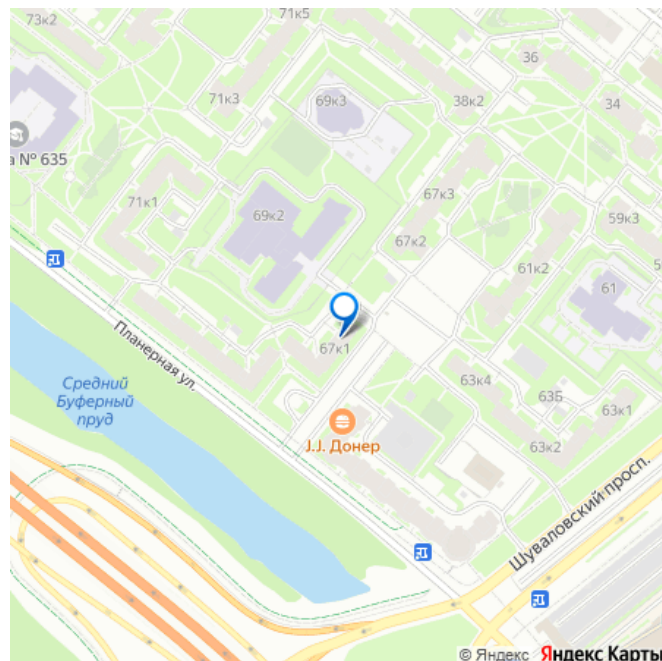 73к2
71к5
36
71к3
69к3
38к2
34
а № 635
67к3
71к1
59к3
69к2
67к2
5
61к2
61
Планерная ул.
67к1
Средний
Буферный
пруд
63к4
63Б
63к1
J.J. Донер
63к2
Шуваловский просп.
© Яндекс Яндекс Карты